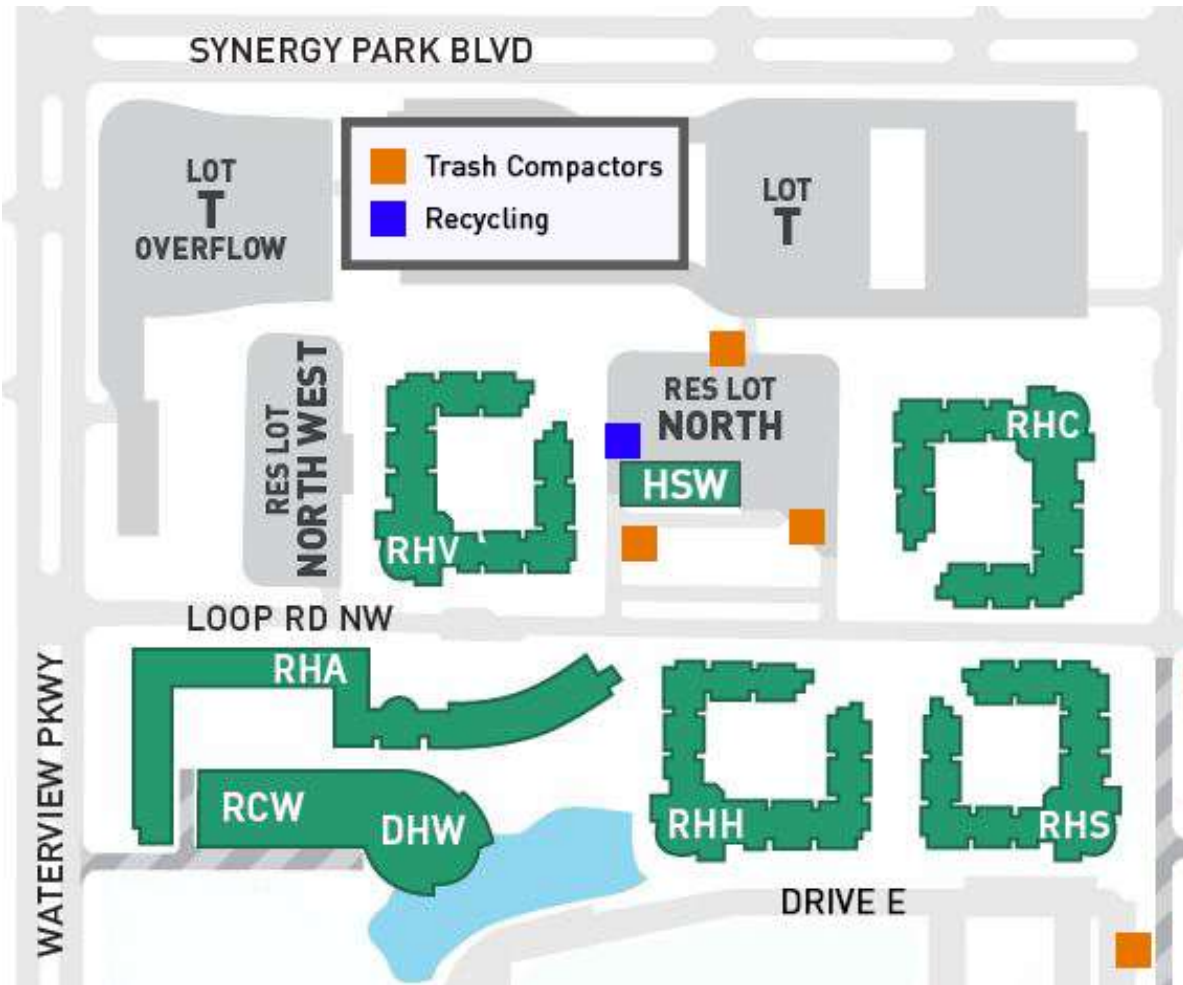 SYNERGY PARK BLVD
LOT
T
OVERFLOW
Trash Compactors
Recycling
LOT
T
RES LOT
NORTH WEST
RES LOT
NORTH
RHC
HSW
RHV
LOOP RD NW
RHA
WATERVIEW PKWY
RCW
DHW
RHH
RHS
DRIVE E